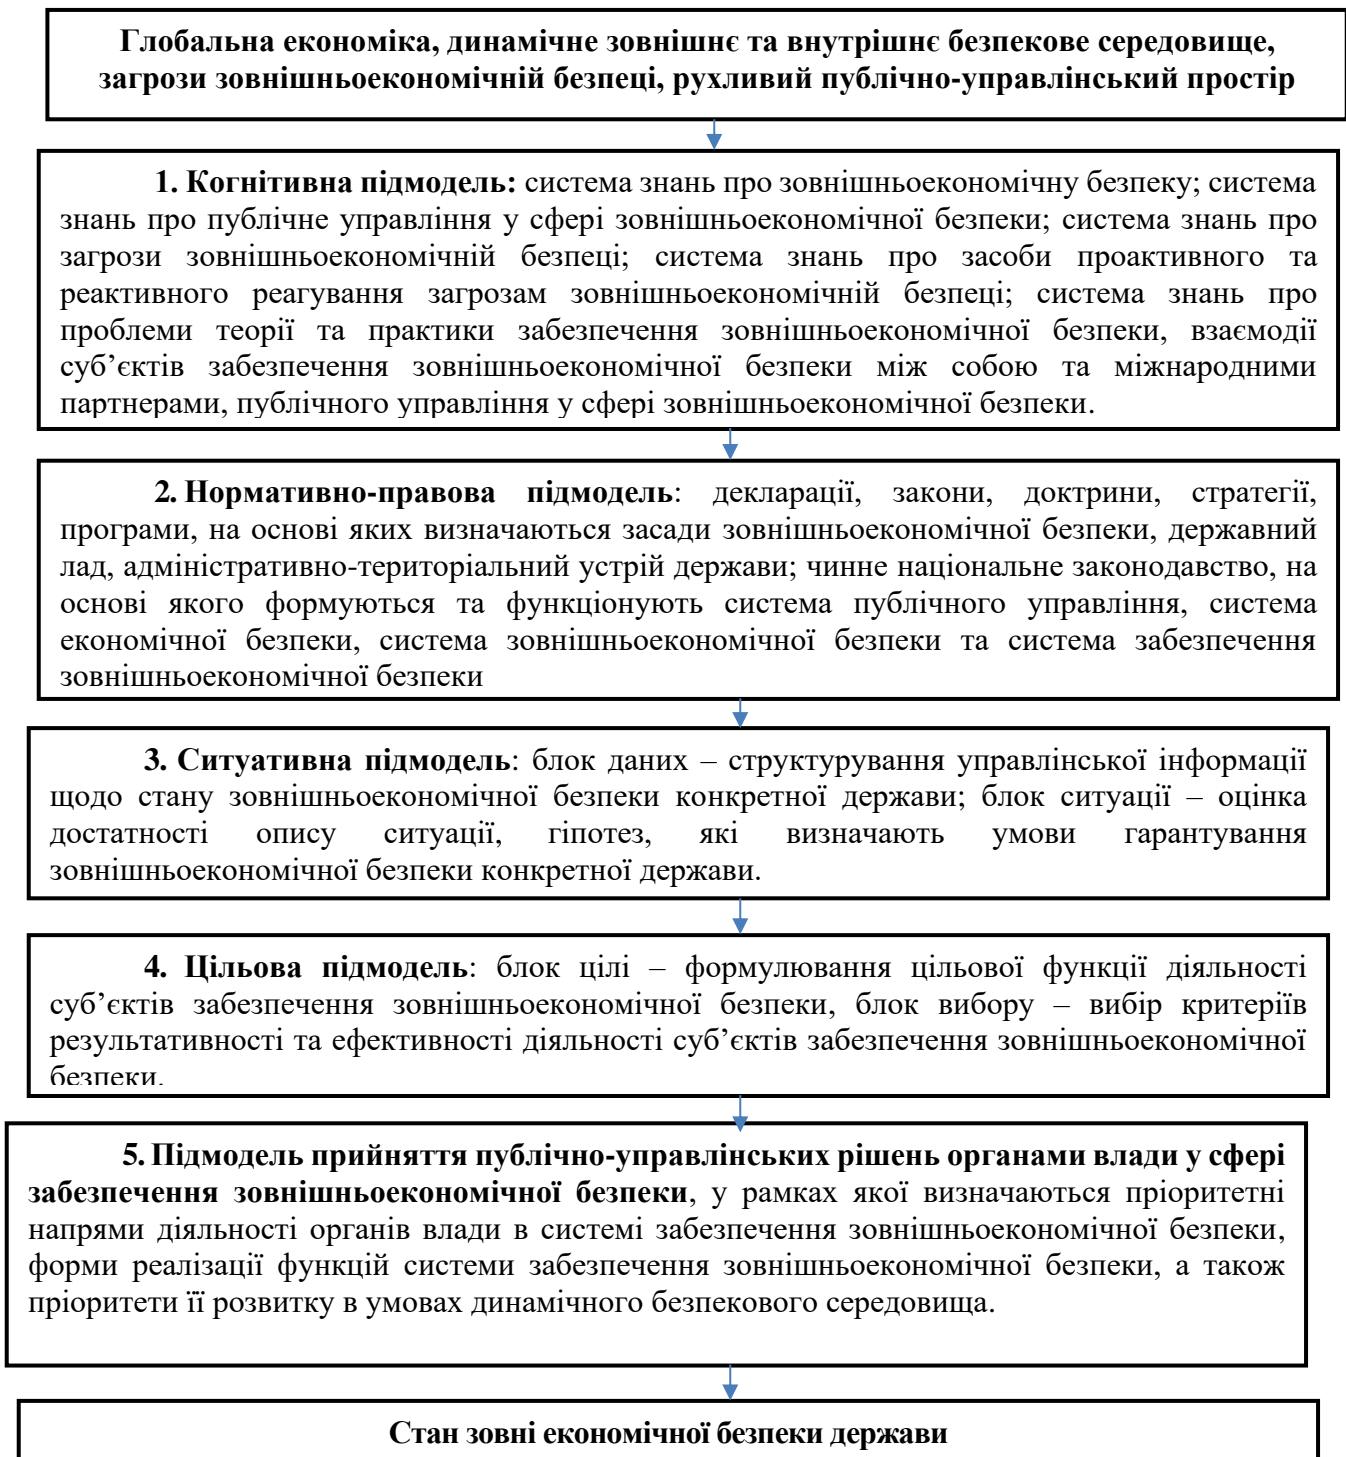 Глобальна економіка, динамічне зовнішнє та внутрішнє безпекове середовище,
загрози зовнішньоекономічній безпеці, рухливий публічно-управлінський простір
1. Когнітивна підмодель: система знань про зовнішньоекономічну безпеку; система
знань про публічне управління у сфері зовнішньоекономічної безпеки; система знань про
загрози зовнішньоекономічній безпеці; система знань про засоби проактивного та
реактивного реагування загрозам зовнішньоекономічній безпеці; система знань про
проблеми теорії та практики забезпечення зовнішньоекономічної безпеки, взаємодії
суб’єктів забезпечення зовнішньоекономічної безпеки між собою та міжнародними
партнерами, публічного управління у сфері зовнішньоекономічної безпеки.
2. Нормативно-правова підмодель: декларації, закони, доктрини, стратегії,
програми, на основі яких визначаються засади зовнішньоекономічної безпеки, державний
лад, адміністративно-територіальний устрій держави; чинне національне законодавство, на
основі якого формуються та функціонують система публічного управління, система
економічної безпеки, система зовнішньоекономічної безпеки та система забезпечення
зовнішньоекономічної безпеки
3. Ситуативна підмодель: блок даних – структурування управлінської інформації
щодо стану зовнішньоекономічної безпеки конкретної держави; блок ситуації – оцінка
достатності опису ситуації, гіпотез, які визначають умови гарантування
зовнішньоекономічної безпеки конкретної держави.
4. Цільова підмодель: блок цілі – формулювання цільової функції діяльності
суб’єктів забезпечення зовнішньоекономічної безпеки, блок вибору – вибір критеріїв
результативності та ефективності діяльності суб’єктів забезпечення зовнішньоекономічної
безпеки.
5. Підмодель прийняття публічно-управлінських рішень органами влади у сфері
забезпечення зовнішньоекономічної безпеки, у рамках якої визначаються пріоритетні
напрями діяльності органів влади в системі забезпечення зовнішньоекономічної безпеки,
форми реалізації функцій системи забезпечення зовнішньоекономічної безпеки, а також
пріоритети її розвитку в умовах динамічного безпекового середовища.
Стан зовні економічної безпеки держави